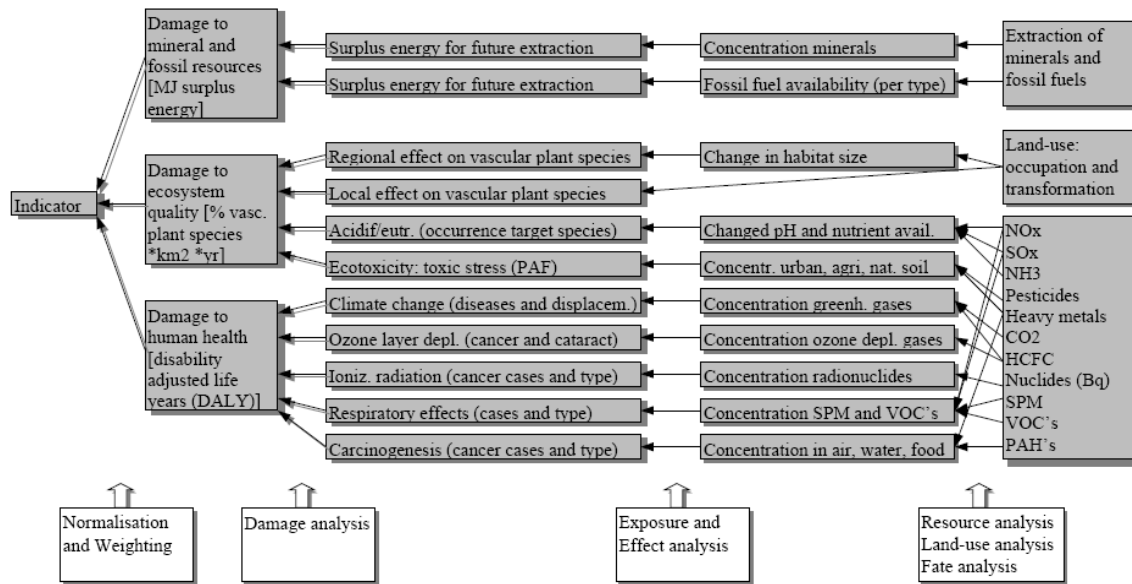 Damage to
mineral and
fossil resources
[MJ surplus
energy]
Surplus energy for future extraction
Concentration minerals
Extraction of
minerals and
fossil fuels
Surplus energy for future extraction
Fossil fuel availability (per type)
Indicator
Damage to
ecosystem
quality [% vasc.
plant species
*km2 *yr]
Regional effect on vascular plant species
Change in habitat size
Land-use:
occupation and
transformation
Local effect on vascular plant species
Acidif/eutr. (occurrence target species)
Changed pH and nutrient avail.
Ecotoxicity: toxic stress (PAF)
Concentr. urban, agri, nat. soil
Damage to
human health
[disability
adjusted life
years (DALY)]
Climate change (diseases and displacem.)
Concentration greenh. gases
Ozone layer depl. (cancer and cataract)
Concentration ozone depl. gases
Ioniz. radiation (cancer cases and type)
Concentration radionuclides
Respiratory effects (cases and type)
Concentration SPM and VOC's
Carcinogenesis (cancer cases and type)
Concentration in air, water, food
NOx
SOx
NH3
Pesticides
Heavy metals
CO2
HCFC
Nuclides (Bq)
SPM
VOC's
PAH's
Normalisation
and Weighting
Damage analysis
Exposure and
Effect analysis
Resource analysis
Land-use analysis
Fate analysis